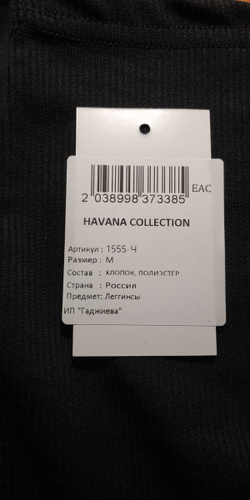 EAC
2 038998 373385
HAVANA COLLECTION
Артикул : 1555-Ч
Размер : M
Состав : ХЛОПОК, ПОЛИЭСТЕР
Страна : Россия
Предмет: Леггинсы
ИП "Гаджиева"